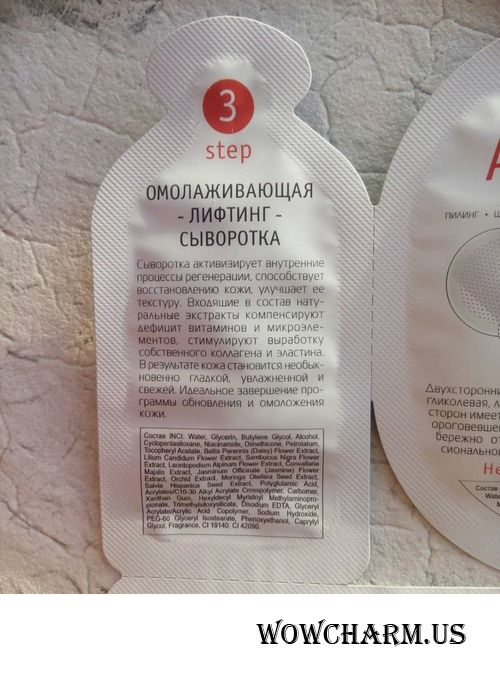 3
step
ОМОЛАЖИВАЮЩАЯ
- ЛИФТИНГ -
СЫВОРОТКА
Сыворотка активизирует внутренние
процессы регенерации, способствует
восстановлению кожи, улучшает ее
текстуру. Входящие в состав нату-
ральные экстракты компенсируют
дефицит витаминов и микроэле-
ментов, стимулируют выработку
собственного коллагена и эластина.
В результате кожа становится необык-
новенно гладкой, увлажненной и
свежей. Идеальное завершение про-
граммы обновления и омоложения
кожи.
Состав INCI: Water, Glycerin, Butylene Glycol, Alcohol,
Cyclopentasiloxane, Niacinamide, Dimethicone, Petrolatum,
Tocopheryl Acetate, Bellis Perennis (Daisy) Flower Extract,
Lilium Candidum Flower Extract, Sambucus Nigra Flower
Extract, Leontopodium Alpinum Flower Extract, Convallaria
Majalis Extract, Jasminum Officinale (Jasmine) Flower
Extract, Orchid Extract, Moringa Oleifera Seed Extract,
Salvia Hispanica Seed Extract, Polyglutamic Acid,
Acrylates/C10-30 Alkyl Acrylate Crosspolymer, Carbomer,
Xanthan Gum, Hexyldecyl Myristoyl Methylaminopro-
pionate, Trimethylsiloxysilicate, Disodium EDTA, Glyceryl
Acrylate/Acrylic Acid Copolymer, Sodium Hydroxide,
PEG-60 Glyceryl Isostearate, Phenoxyethanol, Caprylyl
Glycol, Fragrance, CI 19140, CI 42090.
ПИЛИНГ •
Двухсторонни
гликолевая, л
сторон имеет
ороговевшег
бережно от
сионально
Не
Состав
Wate
WOWCHARM.US